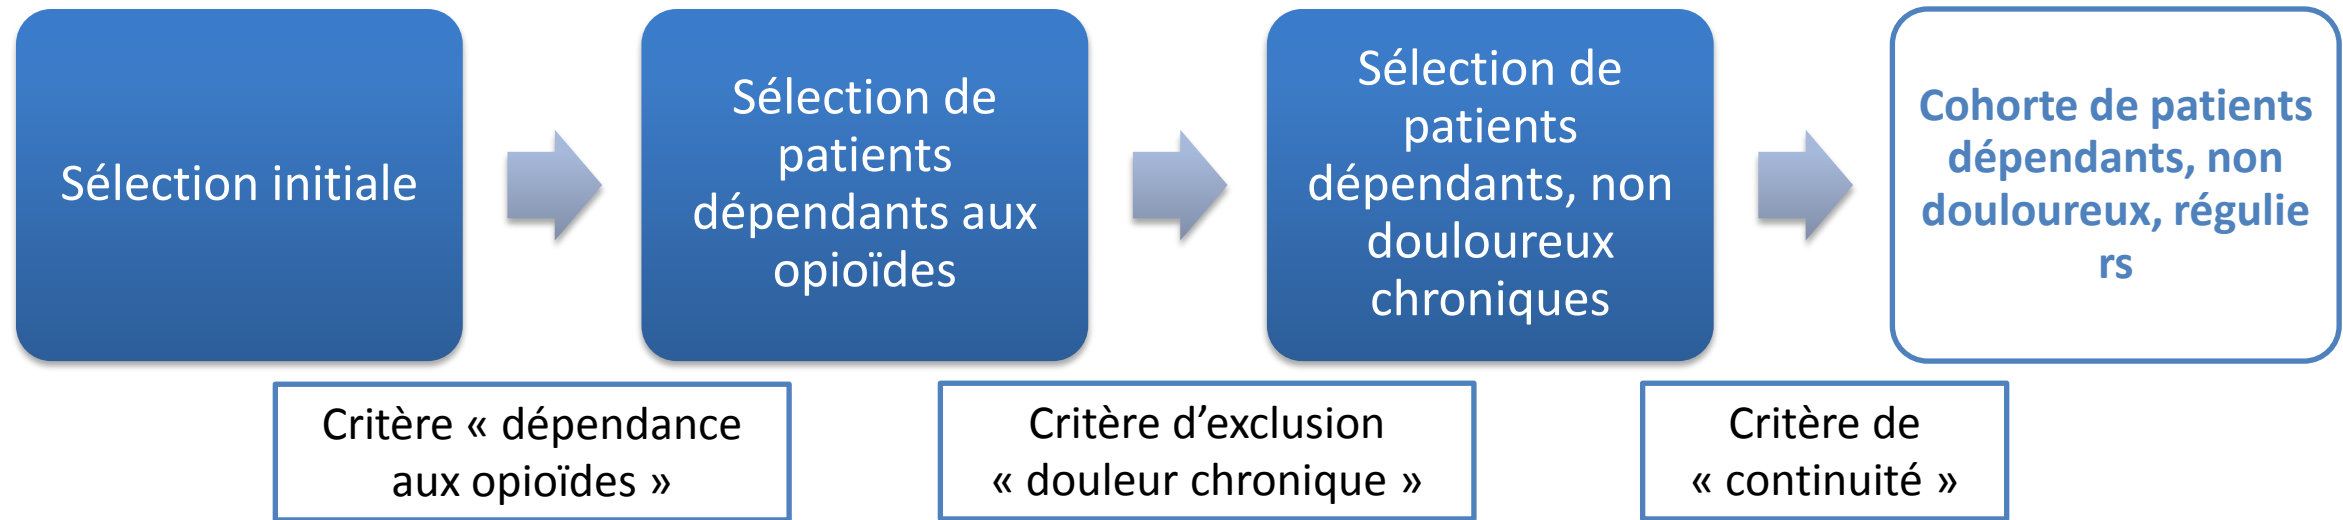 Sélection initiale
Sélection de
patients
dépendants aux
opioïdes
Sélection de
patients
dépendants, non
douloureux
chroniques
Cohorte de patients
dépendants, non
douloureux, régulie
rs
Critère « dépendance
aux opioïdes »
Critère d’exclusion
« douleur chronique »
Critère de
« continuité »